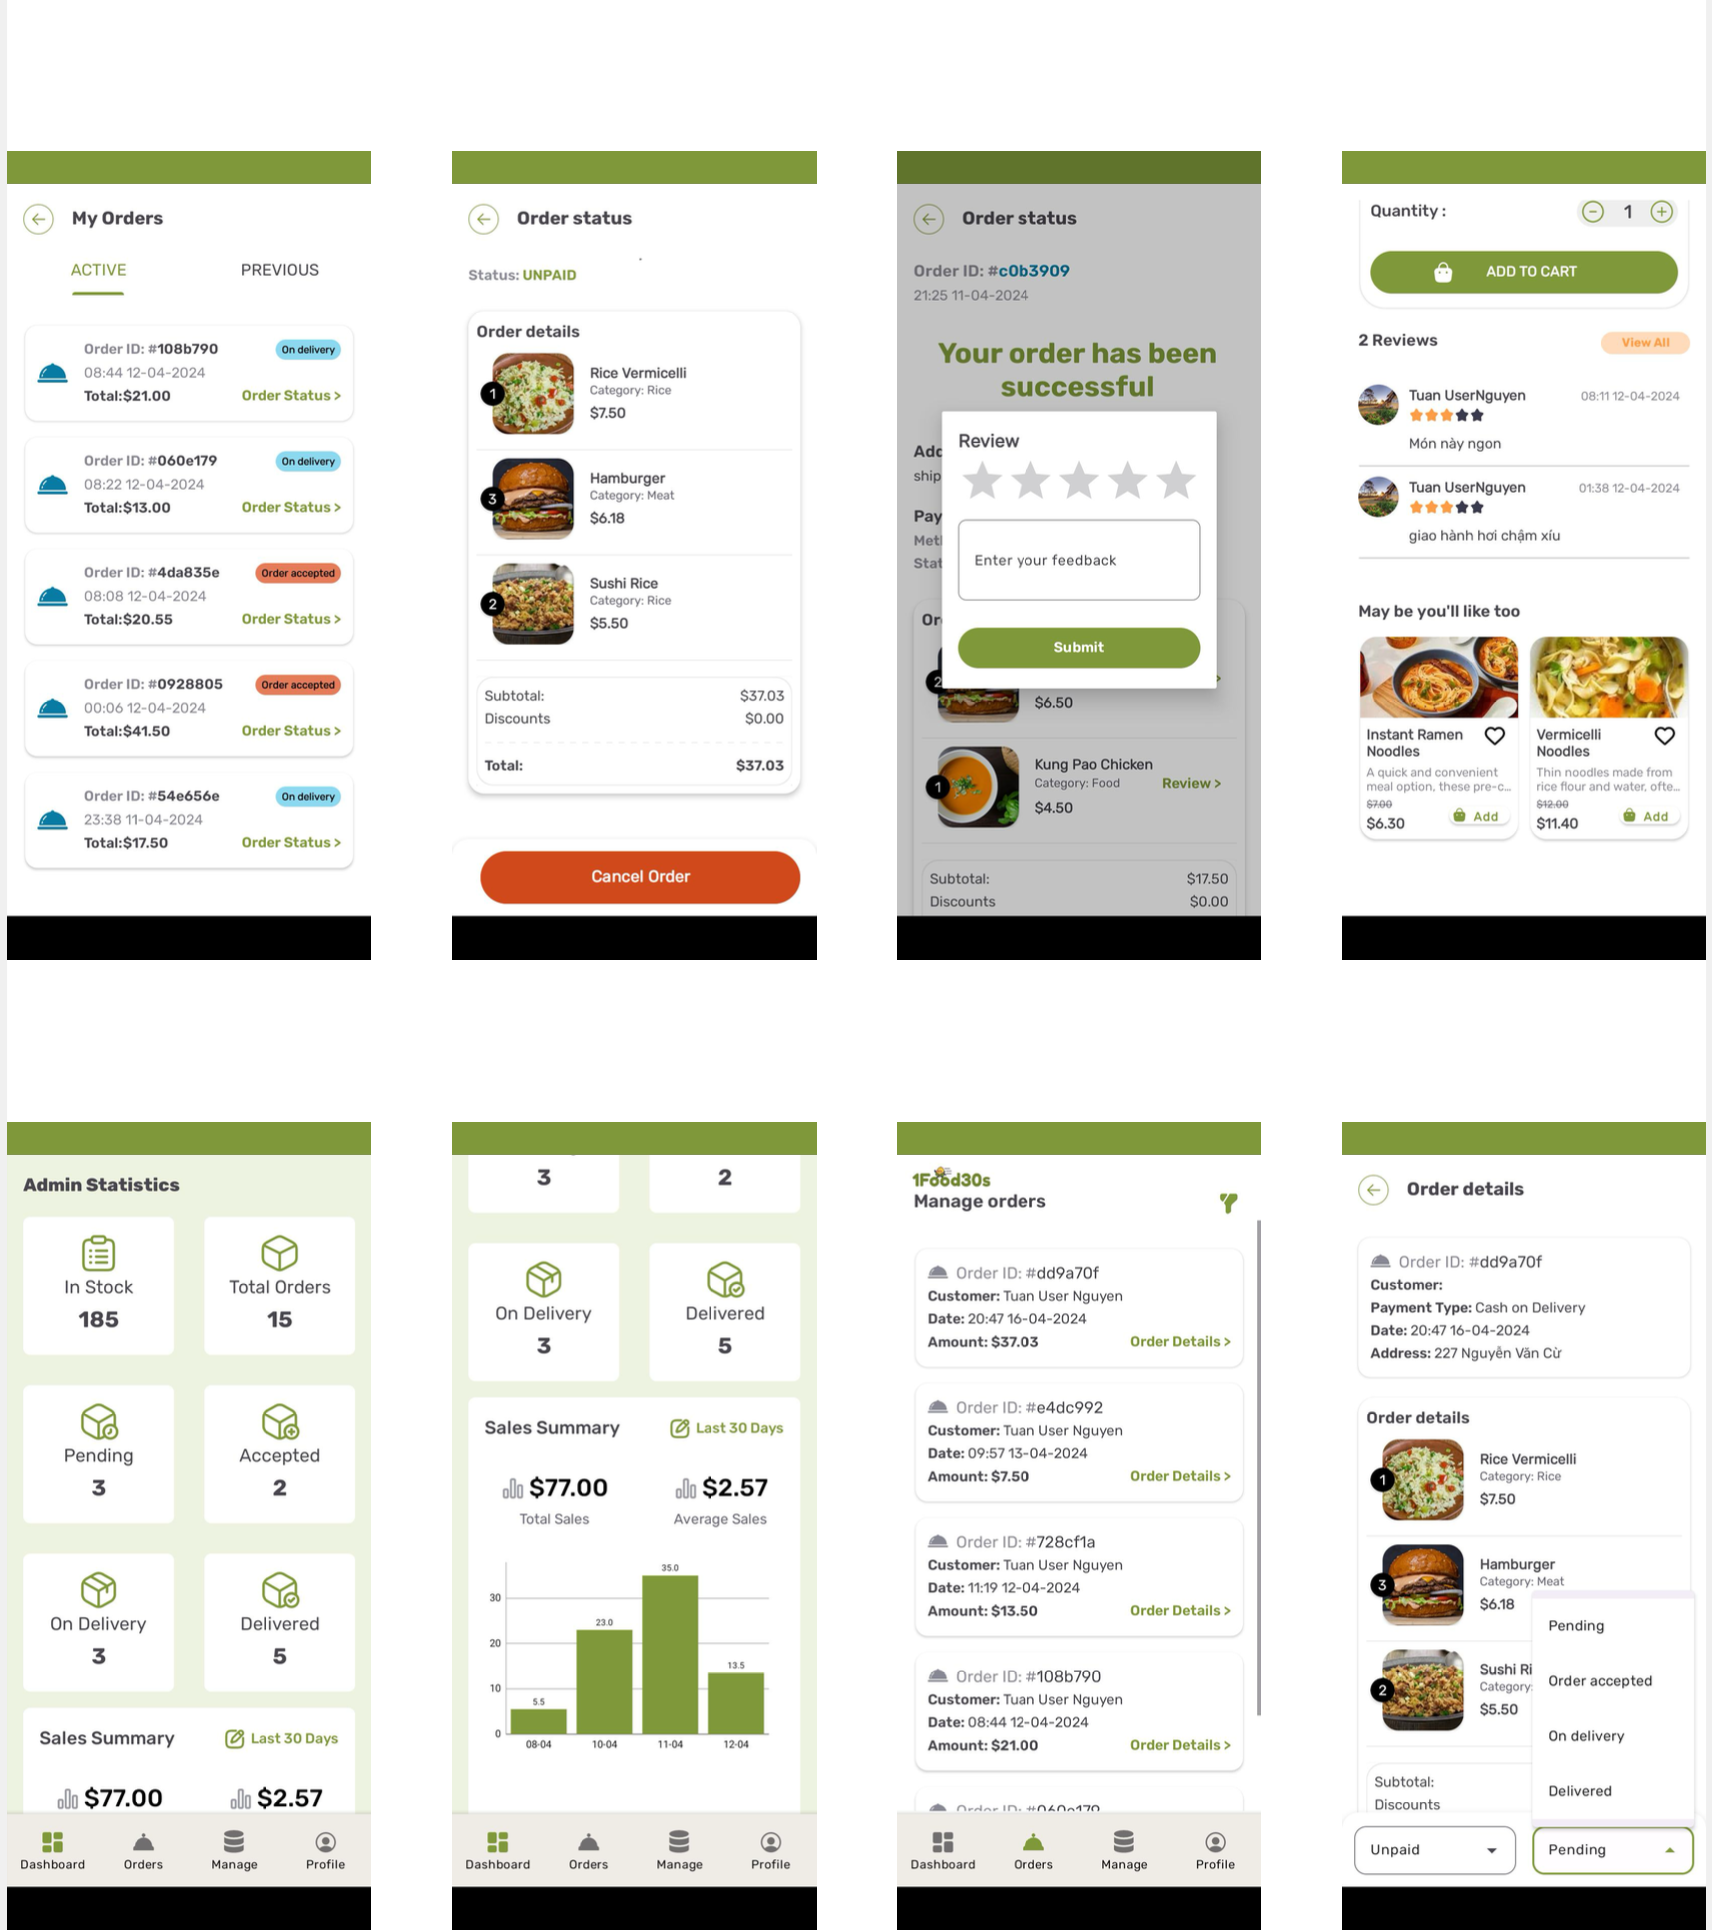 My Orders
ACTIVE
PREVIOUS
Order ID: #108b790
On delivery
08:44 12-04-2024
Total:$21.00
Order Status >
Order ID: #060e179
On delivery
08:22 12-04-2024
Total:$13.00
Order Status >
Order ID: #4da835e
Order accepted
08:08 12-04-2024
Total:$20.55
Order Status >
Order ID: #0928805
Order accepted
00:06 12-04-2024
Total:$41.50
Order Status >
Order ID: #54e656e
On delivery
23:38 11-04-2024
Total:$17.50
Order Status >
Order status
Status: UNPAID
Order details
1
Rice Vermicelli
Category: Rice
$7.50
3
Hamburger
Category: Meat
$6.18
2
Sushi Rice
Category: Rice
$5.50
Subtotal: $37.03
Discounts $0.00
Total: $37.03
Cancel Order
Order status
Order ID: #c0b3909
21:25 11-04-2024
Your order has been
successful
Add
ship
Pay
Met
Stat
Review
Enter your feedback
Submit
Or
2
>
$6.50
1
Kung Pao Chicken
Category: Food
Review >
$4.50
Subtotal: $17.50
Discounts $0.00
Quantity :
1
ADD TO CART
2 Reviews
View All
Tuan UserNguyen
08:11 12-04-2024
Món này ngon
Tuan UserNguyen
01:38 12-04-2024
giao hành hơi chậm xíu
May be you'll like too
Instant Ramen
Noodles
A quick and convenient
meal option, these pre-c...
$7.00
$6.30
Add
Vermicelli
Noodles
Thin noodles made from
rice flour and water, ofte...
$12.00
$11.40
Add
Admin Statistics
In Stock
185
Total Orders
15
Pending
3
Accepted
2
On Delivery
3
Delivered
5
Sales Summary
Last 30 Days
$77.00
$2.57
Dashboard
Orders
Manage
Profile
3
2
On Delivery
3
Delivered
5
Sales Summary
Last 30 Days
$77.00
Total Sales
$2.57
Average Sales
35.0
30
23.0
20
13.5
10
5.5
0
08-04 10-04 11-04 12-04
Dashboard
Orders
Manage
Profile
1Food30s
Manage orders
Order ID: #dd9a70f
Customer: Tuan User Nguyen
Date: 20:47 16-04-2024
Amount: $37.03
Order Details >
Order ID: #e4dc992
Customer: Tuan User Nguyen
Date: 09:57 13-04-2024
Amount: $7.50
Order Details >
Order ID: #728cf1a
Customer: Tuan User Nguyen
Date: 11:19 12-04-2024
Amount: $13.50
Order Details >
Order ID: #108b790
Customer: Tuan User Nguyen
Date: 08:44 12-04-2024
Amount: $21.00
Order Details >
Order ID: #060e179
Dashboard
Orders
Manage
Profile
Order details
Order ID: #dd9a70f
Customer:
Payment Type: Cash on Delivery
Date: 20:47 16-04-2024
Address: 227 Nguyễn Văn Cừ
Order details
1
Rice Vermicelli
Category: Rice
$7.50
3
Hamburger
Category: Meat
$6.18
2
Sushi Ri
Category:
$5.50
Subtotal:
Discounts
Pending
Order accepted
On delivery
Delivered
Unpaid
Pending